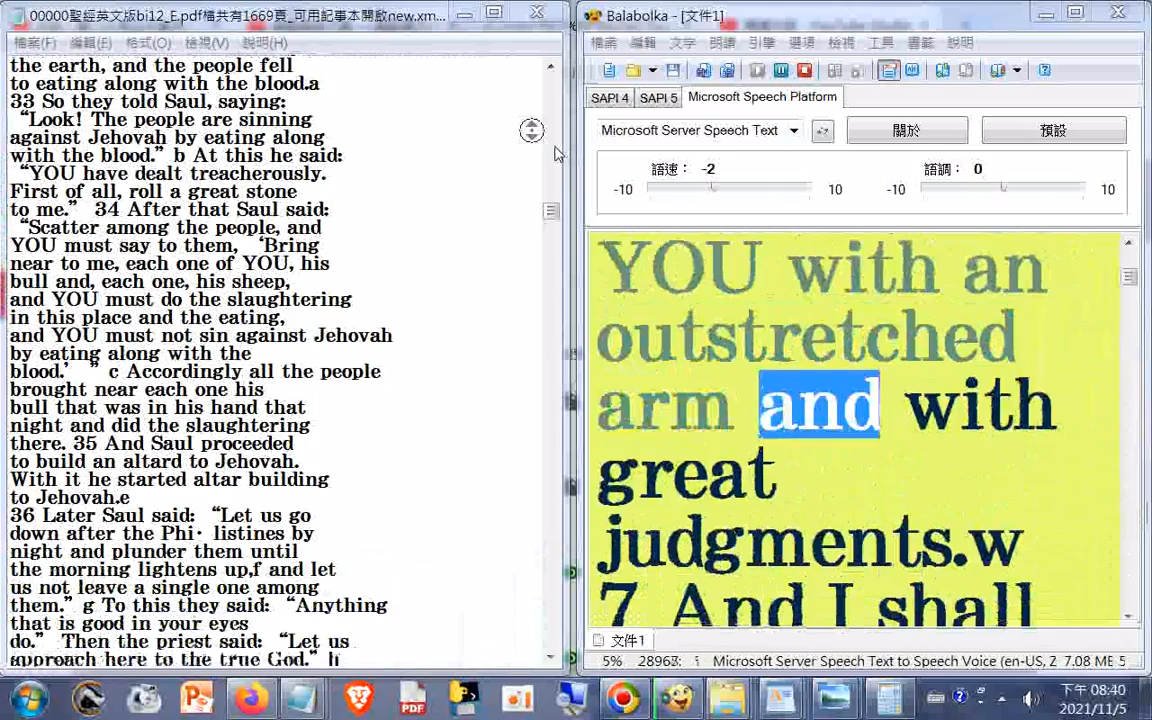 00000聖經英文版bi12_E.pdf檔共有1669頁_可用記事本開啟new.xm...
檔案(F) 編輯(E) 格式(O) 檢視(V) 說明(H)
the earth, and the people fell
to eating along with the blood.a
33 So they told Saul, saying:
“Look! The people are sinning
against Jehovah by eating along
with the blood.” b At this he said:
“YOU have dealt treacherously.
First of all, roll a great stone
to me.” 34 After that Saul said:
“Scatter among the people, and
YOU must say to them, ‘Bring
near to me, each one of YOU, his
bull and, each one, his sheep,
and YOU must do the slaughtering
in this place and the eating,
and YOU must not sin against Jehovah
by eating along with the
blood.’ ” c Accordingly all the people
brought near each one his
bull that was in his hand that
night and did the slaughtering
there. 35 And Saul proceeded
to build an altard to Jehovah.
With it he started altar building
to Jehovah.e
36 Later Saul said: “Let us go
down after the Phi· listines by
night and plunder them until
the morning lightens up,f and let
us not leave a single one among
them.” g To this they said: “Anything
that is good in your eyes
do.” Then the priest said: “Let us
approach here to the true God.”
Balabolka - [文件1]
檔案 編輯 文字 朗讀 引擎 選項 檢視 工具 書籤 說明
SAPI 4 SAPI 5 Microsoft Speech Platform
Microsoft Server Speech Text 關於 預設
語速： -2 語調： 0
-10 10 -10 10
YOU with an
outstretched
arm and with
great
judgments.w
7 And I shall
文件1
5% Microsoft Server Speech Text to Speech Voice (en-US, 2 7.08 MB 5
PDF
下午 08:40
2021/11/5